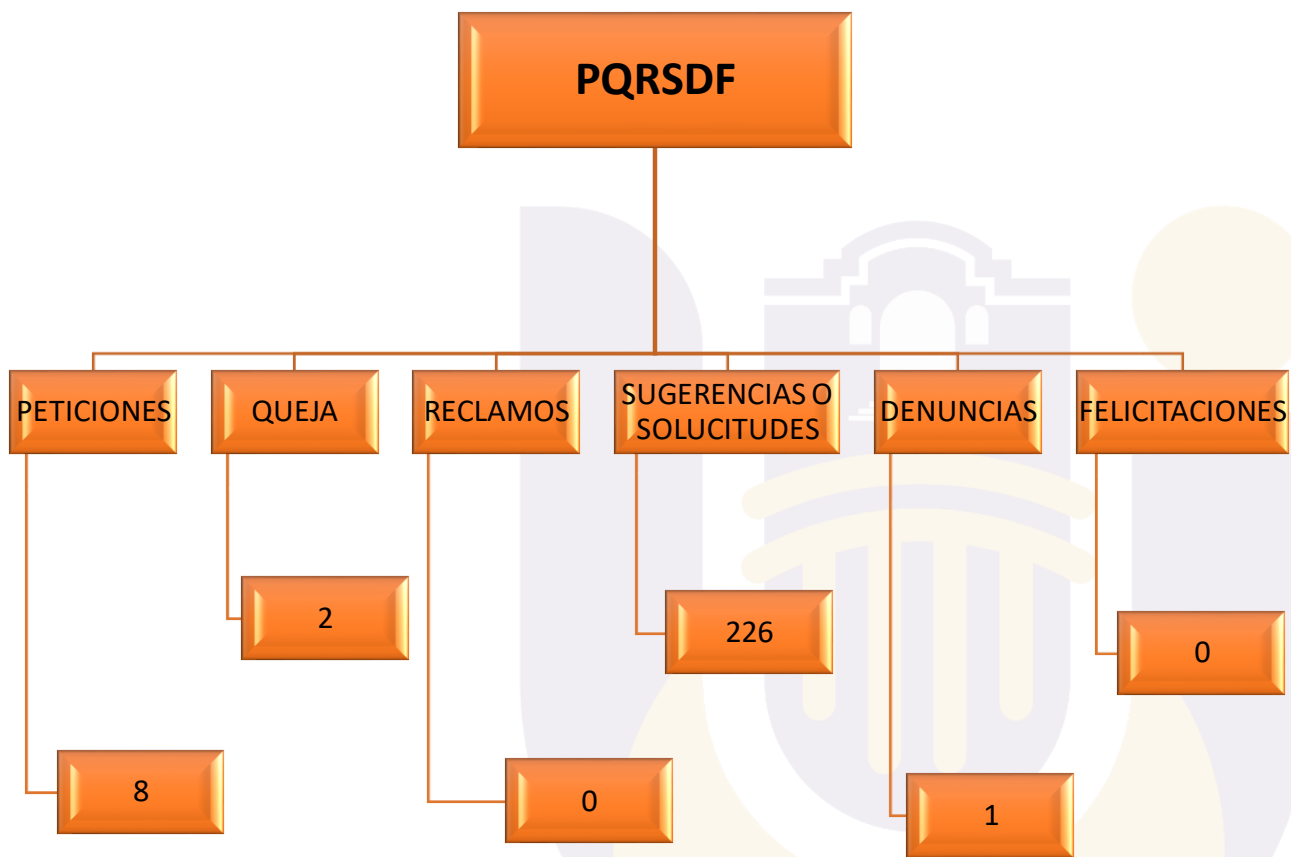 PQRSDF
PETICIONES
QUEJA
RECLAMOS
SUGERENCIAS O
SOLUCITUDES
DENUNCIAS
FELICITACIONES
2
226
0
8
0
1